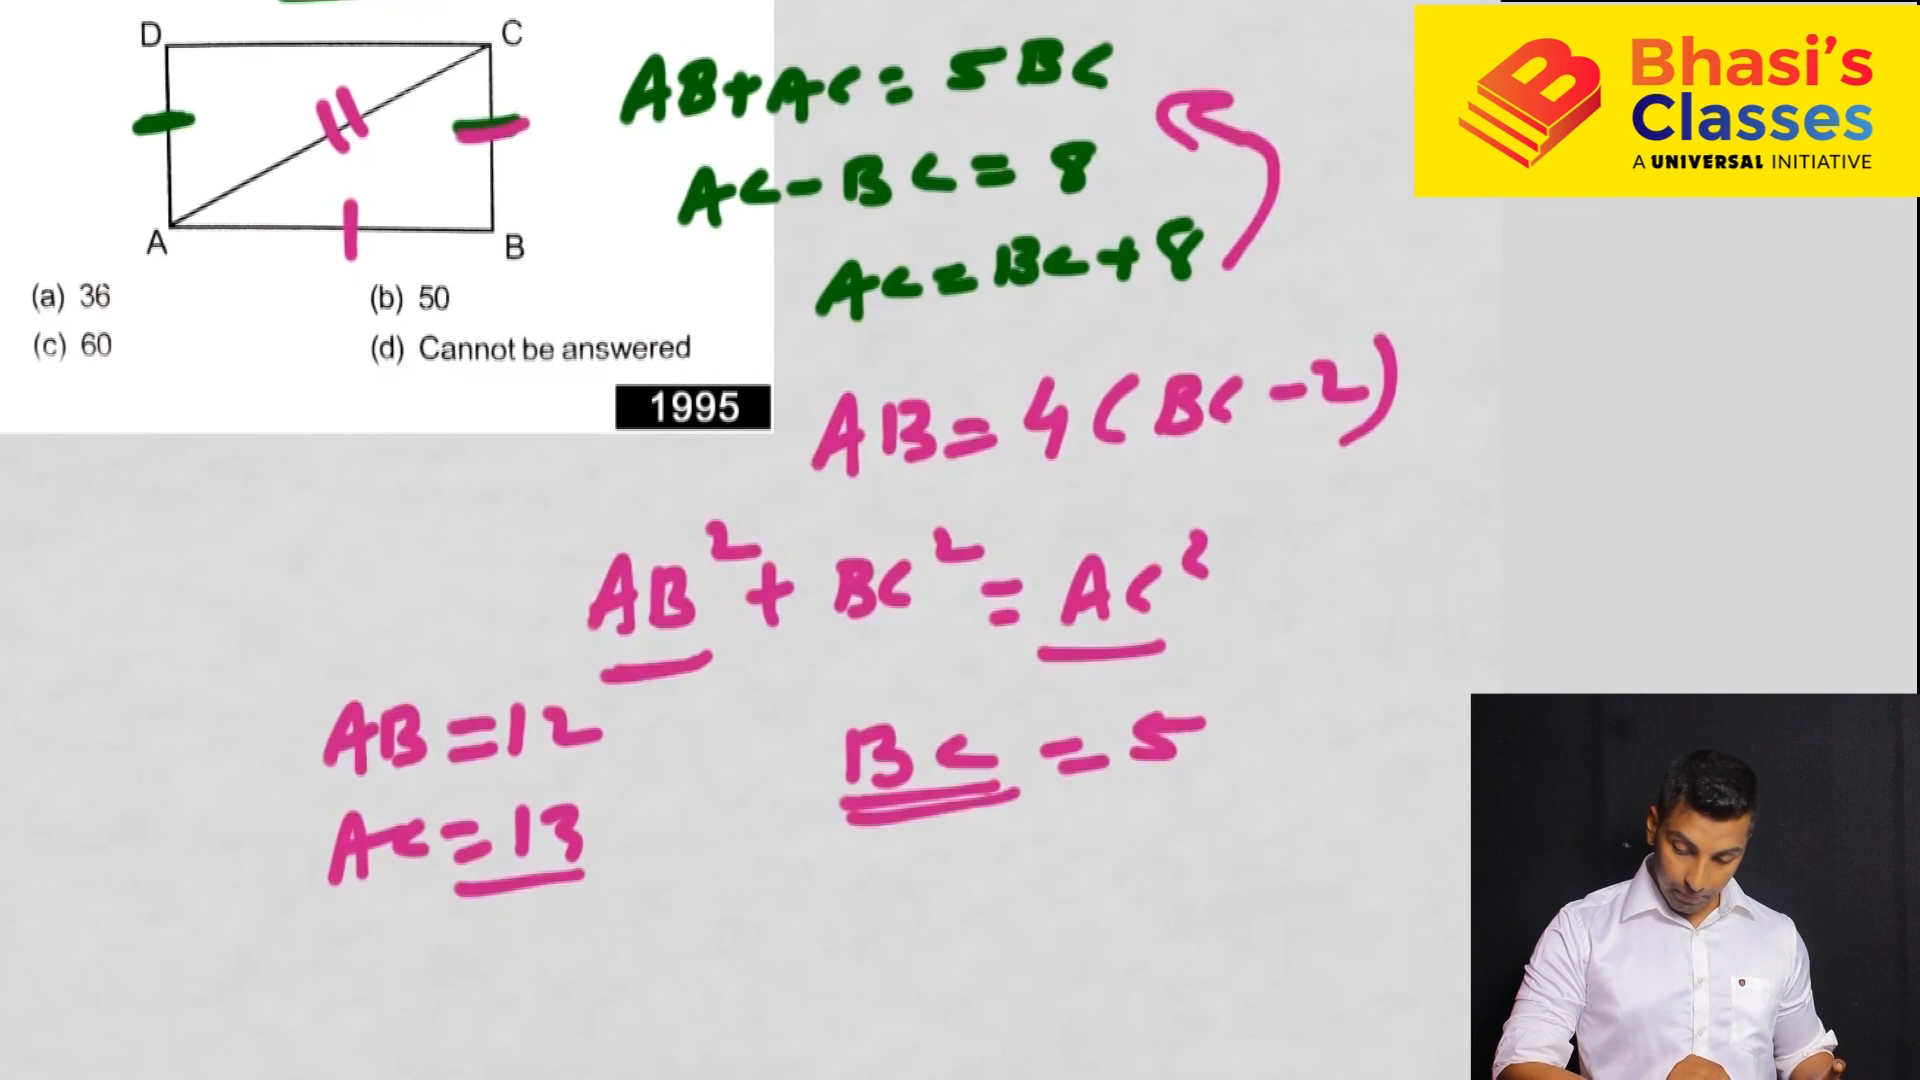 D
C
A
B
(a) 36
(b) 50
(c) 60
(d) Cannot be answered
1995
AB+AC=5BC
AC-BC=8
AC=BC+8
AB=4(BC-2)
AB²+BC²=AC²
AB=12
BC=5
AC=13
Bhasi's
Classes
A UNIVERSAL INITIATIVE